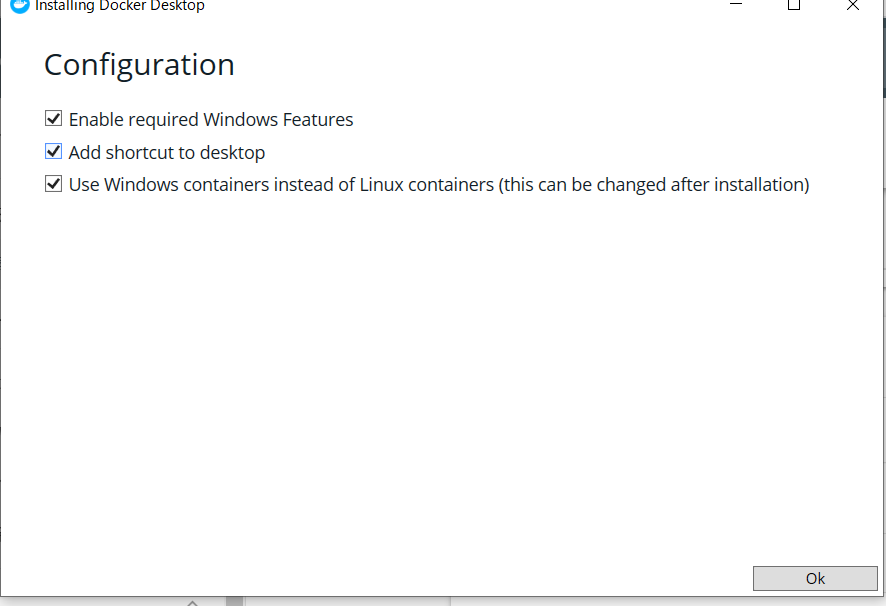 Installing Docker Desktop
Configuration
Enable required Windows Features
Add shortcut to desktop
Use Windows containers instead of Linux containers (this can be changed after installation)
Ok